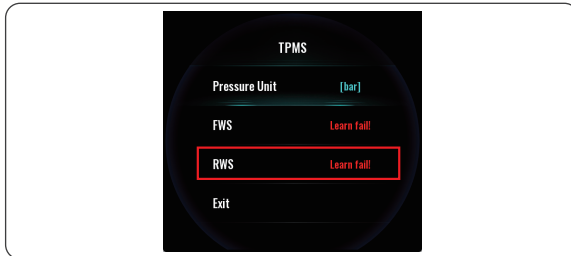 TPMS
Pressure Unit [bar]
FWS Learn fail!
RWS Learn fail!
Exit